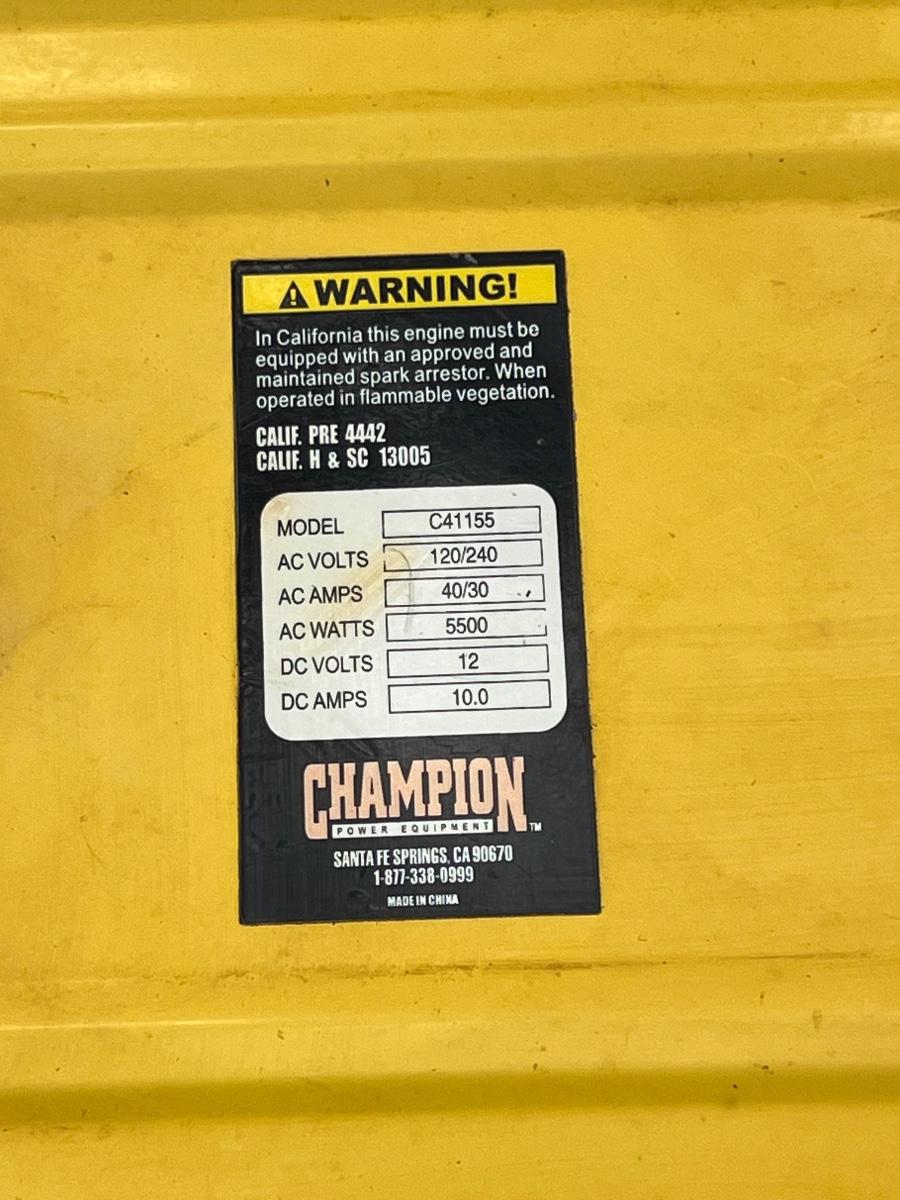 WARNING!
In California this engine must be
equipped with an approved and
maintained spark arrestor. When
operated in flammable vegetation.
CALIF. PRE 4442
CALIF. H & SC 13005
MODEL C41155
AC VOLTS 120/240
AC AMPS 40/30
AC WATTS 5500
DC VOLTS 12
DC AMPS 10.0
CHAMPION
POWER EQUIPMENT™
SANTA FE SPRINGS, CA 90670
1-877-338-0999
MADE IN CHINA